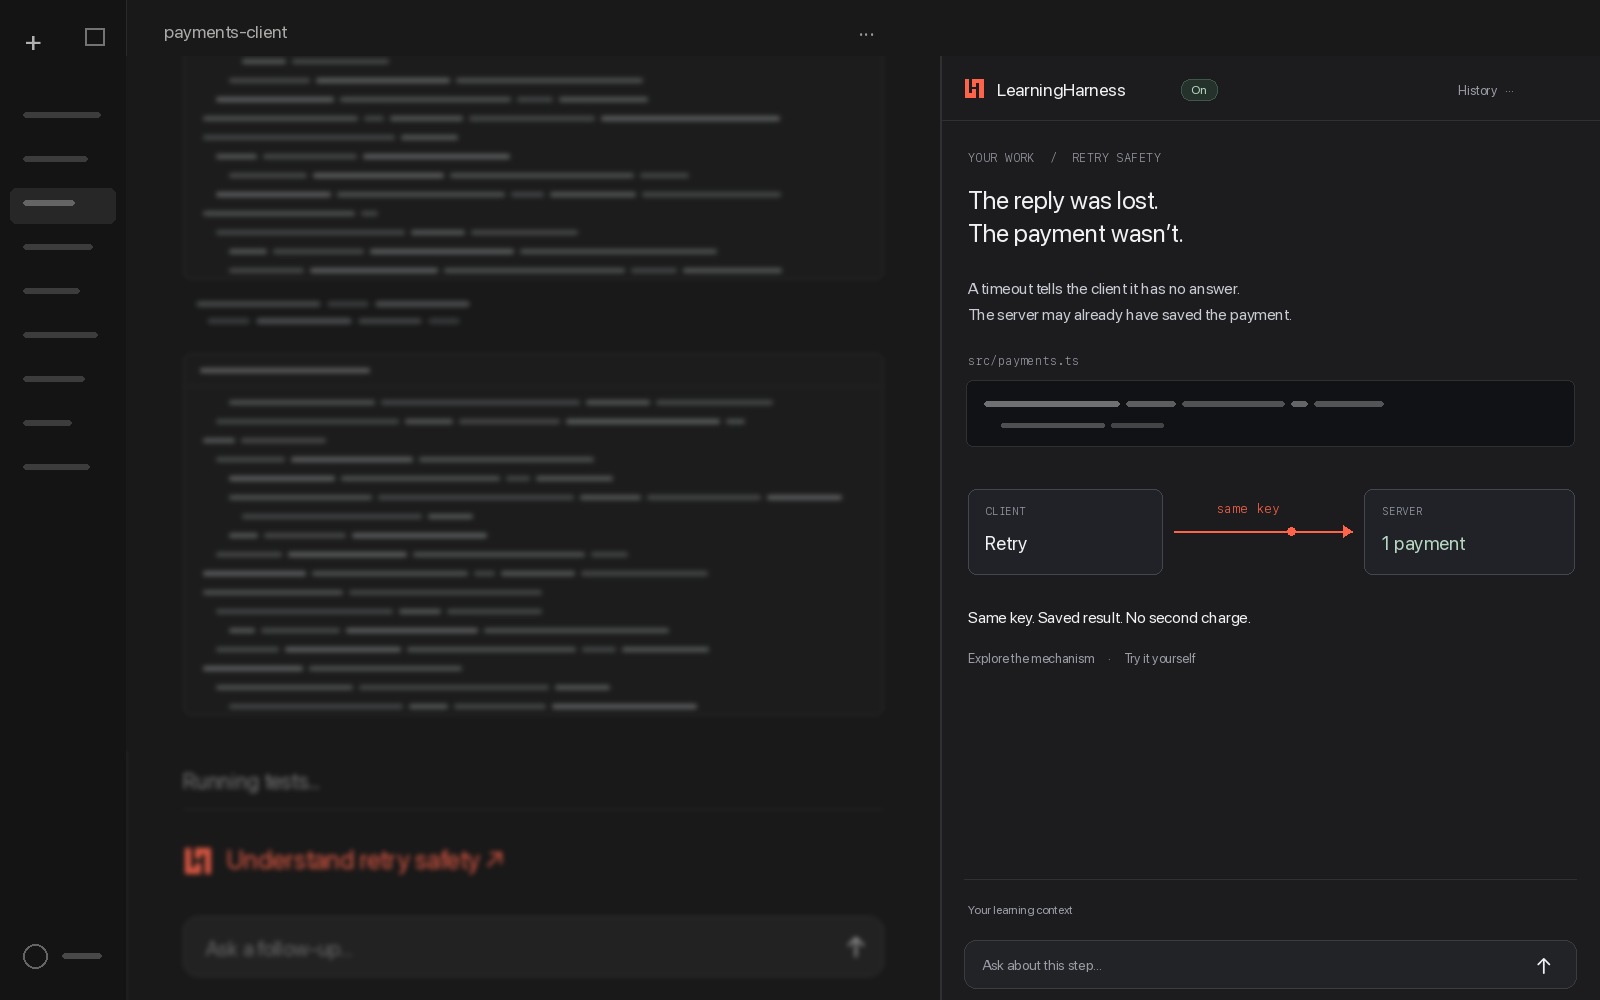 payments-client
...
Running tests...
Understand retry safety ↗
Ask a follow-up...
LearningHarness
On
History ...
YOUR WORK / RETRY SAFETY
The reply was lost.
The payment wasn’t.
A timeout tells the client it has no answer.
The server may already have saved the payment.
src/payments.ts
CLIENT
Retry
same key
SERVER
1 payment
Same key. Saved result. No second charge.
Explore the mechanism · Try it yourself
Your learning context
Ask about this step...